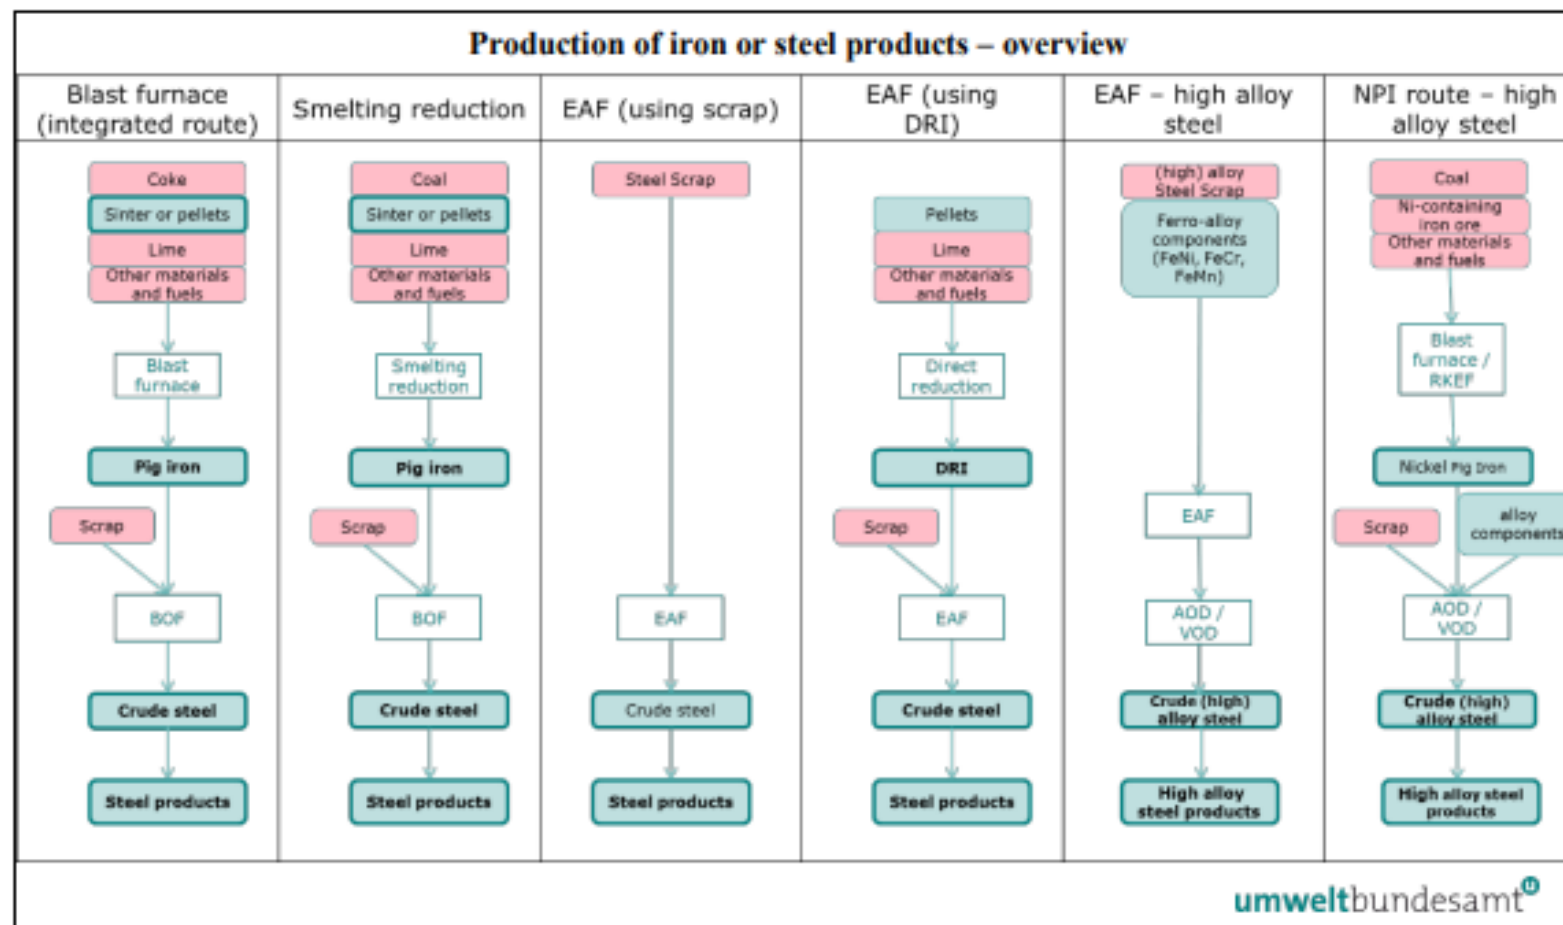 Production of iron or steel products – overview
Blast furnace
(integrated route)
Coke
Sinter or pellets
Lime
Other materials
and fuels
Blast
furnace
Pig iron
Scrap
BOF
Crude steel
Steel products
Smelting reduction
Coal
Sinter or pellets
Lime
Other materials
and fuels
Smelting
reduction
Pig iron
Scrap
BOF
Crude steel
Steel products
EAF (using scrap)
Steel Scrap
EAF
Crude steel
Steel products
EAF (using
DRI)
Pellets
Lime
Other materials
and fuels
Direct
reduction
DRI
Scrap
EAF
Crude steel
Steel products
EAF – high alloy
steel
(high) alloy
Steel Scrap
Ferro-alloy
components
(FeNi, FeCr,
FeMn)
EAF
AOD /
VOD
Crude (high)
alloy steel
High alloy
steel products
NPI route – high
alloy steel
Coal
Ni-containing
iron ore
Other materials
and fuels
Blast
furnace /
RKEF
Nickel Pig Iron
Scrap
alloy
components
AOD /
VOD
Crude (high)
alloy steel
High alloy steel
products
umweltbundesamt
u